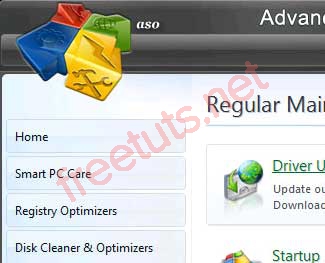 aso
Advanc
freetuts.net
Regular Main
Home
Smart PC Care
Registry Optimizers
Disk Cleaner & Optimizers
Driver U
Update ou
Download
Startup